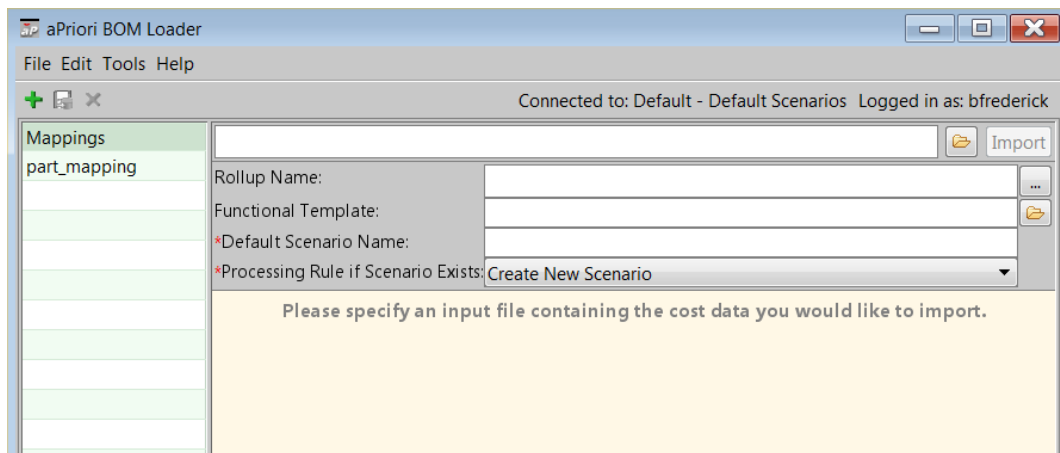 aPriori BOM Loader
File Edit Tools Help
Connected to: Default - Default Scenarios Logged in as: bfrederick
Mappings
part_mapping
Import
Rollup Name:
...
Functional Template:
*Default Scenario Name:
*Processing Rule if Scenario Exists: Create New Scenario
Please specify an input file containing the cost data you would like to import.